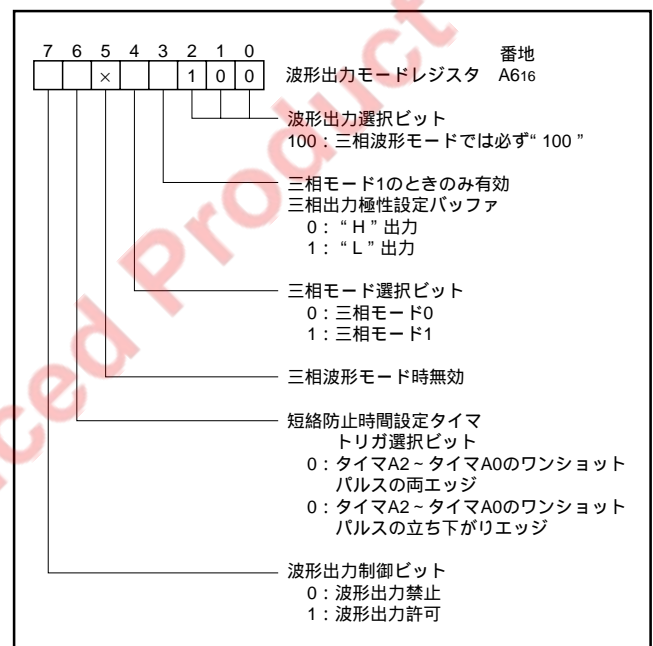 7 6 5 4 3 2 1 0 番地
× 1 0 0 波形出力モードレジスタ A616
波形出力選択ビット
100：三相波形モードでは必ず“ 100 ”
三相モード1のときのみ有効
三相出力極性設定バッファ
0： “ H ” 出力
1： “ L ” 出力
三相モード選択ビット
0：三相モード0
1：三相モード1
三相波形モード時無効
短絡防止時間設定タイマ
トリガ選択ビット
0：タイマA2～タイマA0のワンショット
パルスの両エッジ
0：タイマA2～タイマA0のワンショット
パルスの立ち下がりエッジ
波形出力制御ビット
0：波形出力禁止
1：波形出力許可
ced Product